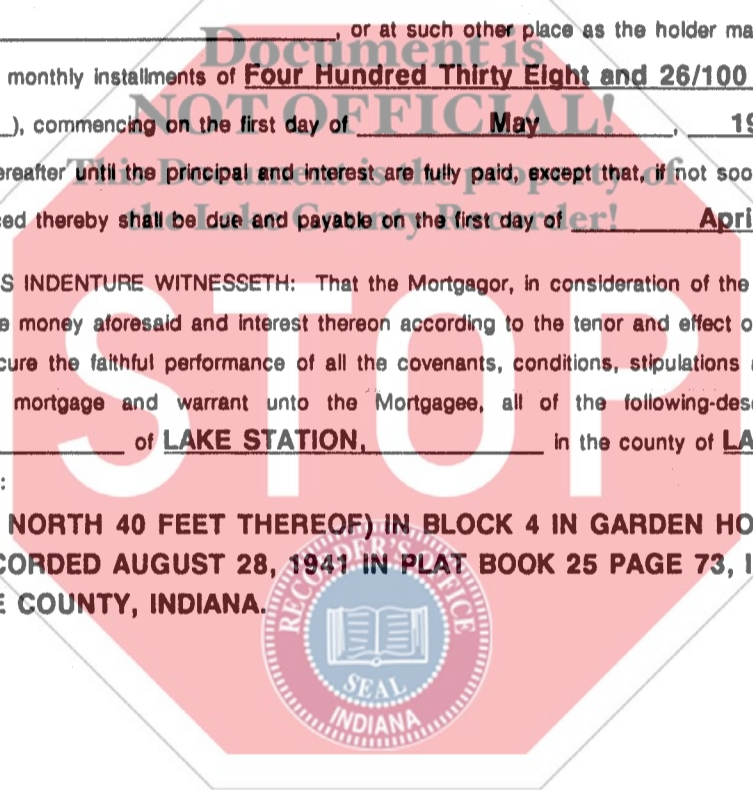 , or at such other place as the holder ma
Document is
monthly installments of Four Hundred Thirty Eight and 26/100
NOT OFFICIAL!
), commencing on the first day of May , 19
This Document is the property of
ereafter until the principal and interest are fully paid, except that, if not soo
the Lake County Recorder!
ced thereby shall be due and payable on the first day of Apri
S INDENTURE WITNESSETH: That the Mortgagor, in consideration of the
e money aforesaid and interest thereon according to the tenor and effect o
cure the faithful performance of all the covenants, conditions, stipulations
mortgage and warrant unto the Mortgagee, all of the following-des
of LAKE STATION, in the county of LA
:
STOP
NORTH 40 FEET THEREOF) IN BLOCK 4 IN GARDEN HO
CORDED AUGUST 28, 1941 IN PLAT BOOK 25 PAGE 73, I
E COUNTY, INDIANA.
RECORDER'S OFFICE
SEAL
INDIANA